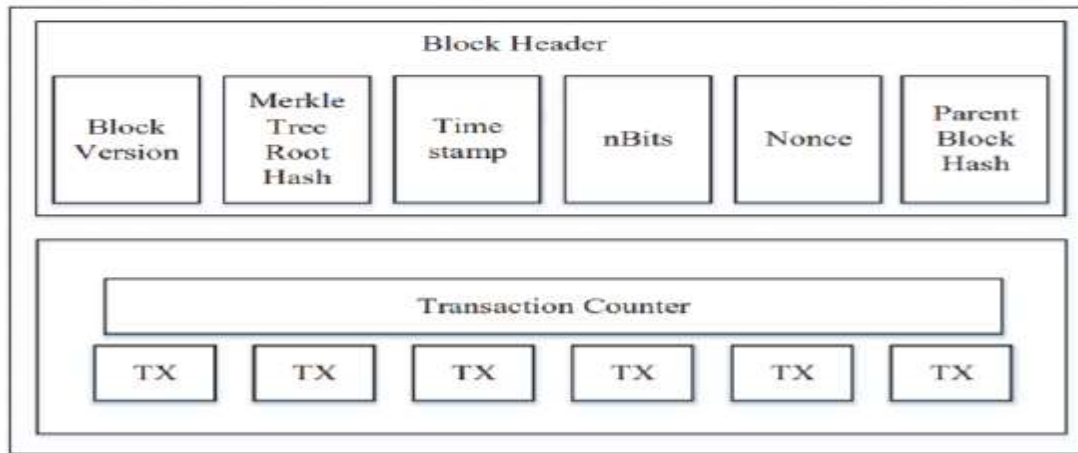 Block Header
Block
Version
Merkle
Tree
Root
Hash
Time
stamp
nBits
Nonce
Parent
Block
Hash
Transaction Counter
TX
TX
TX
TX
TX
TX